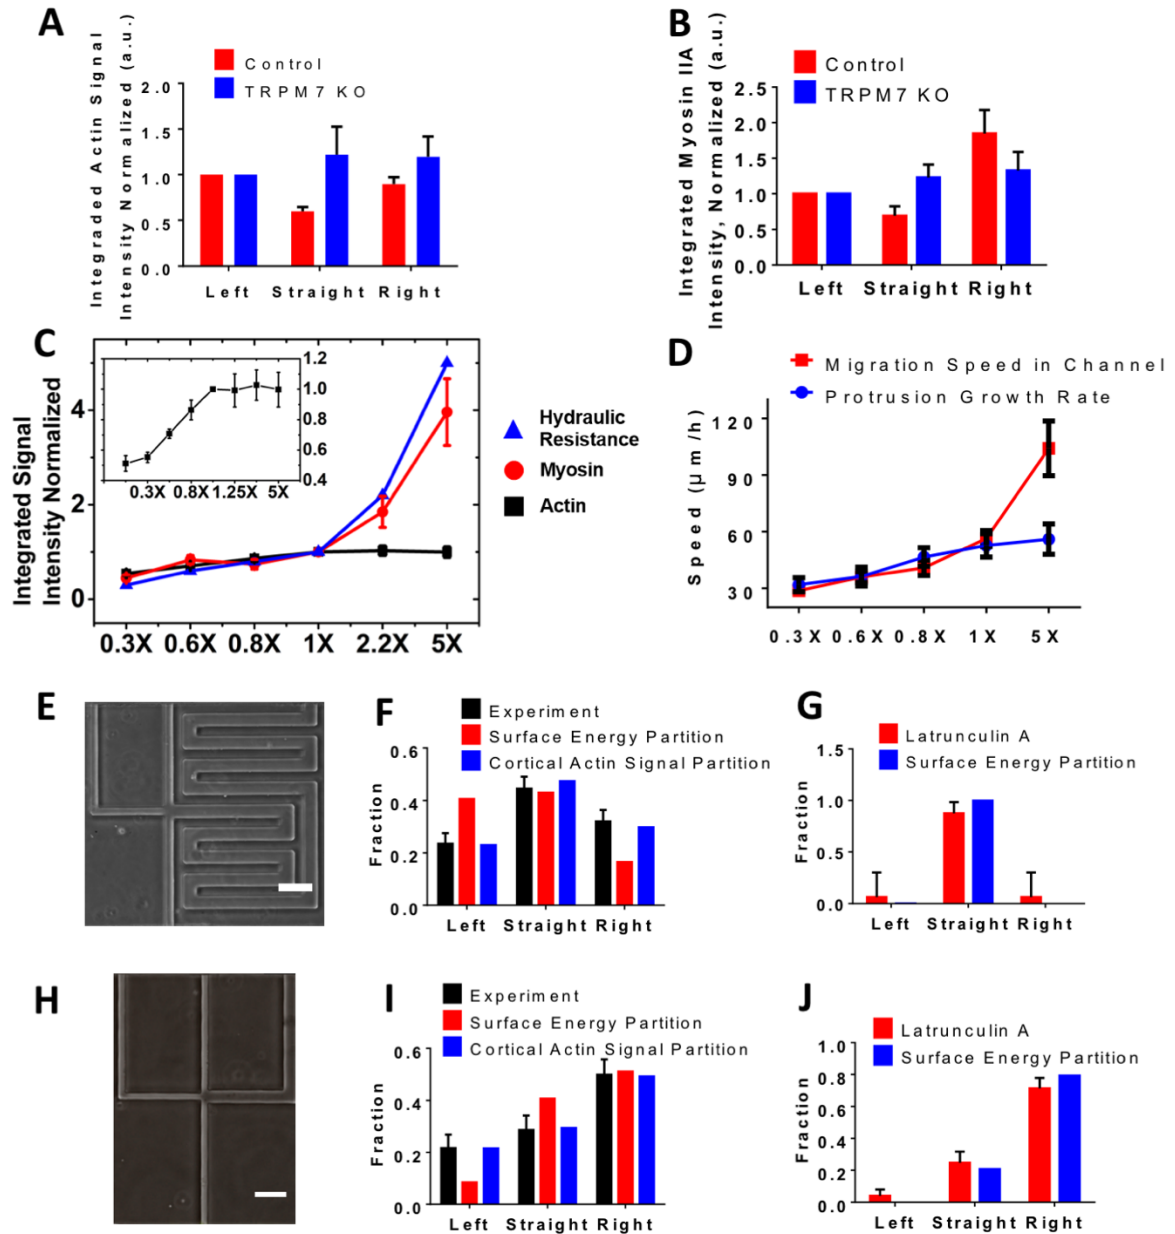 A
Integraded Actin Signal
Intensity Normalized (a.u.)
Control
TRPM7 KO
2.0
1.5
1.0
0.5
0.0
Left Straight Right
B
Integrated Myosin IIA
Intensity, Normalized (a.u.)
Control
TRPM7 KO
2.5
2.0
1.5
1.0
0.5
0.0
Left Straight Right
C
Integrated Signal
Intensity Normalized
4
2
0
1.2
1.0
0.8
0.6
0.4
0.3X 0.8X 1.25X 5X
0.3X 0.6X 0.8X 1X 2.2X 5X
Hydraulic
Resistance
Myosin
Actin
D
Migration Speed in Channel
Protrusion Growth Rate
Speed (μm/h)
120
90
60
30
0.3X 0.6X 0.8X 1X 5X
E
F
Experiment
Surface Energy Partition
Cortical Actin Signal Partition
Fraction
0.6
0.4
0.2
0.0
Left Straight Right
G
Latrunculin A
Surface Energy Partition
Fraction
1.5
1.0
0.5
0.0
Left Straight Right
H
I
Experiment
Surface Energy Partition
Cortical Actin Signal Partition
Fraction
0.6
0.4
0.2
0.0
Left Straight Right
J
Latrunculin A
Surface Energy Partition
Fraction
1.0
0.8
0.6
0.4
0.2
0.0
Left Straight Right